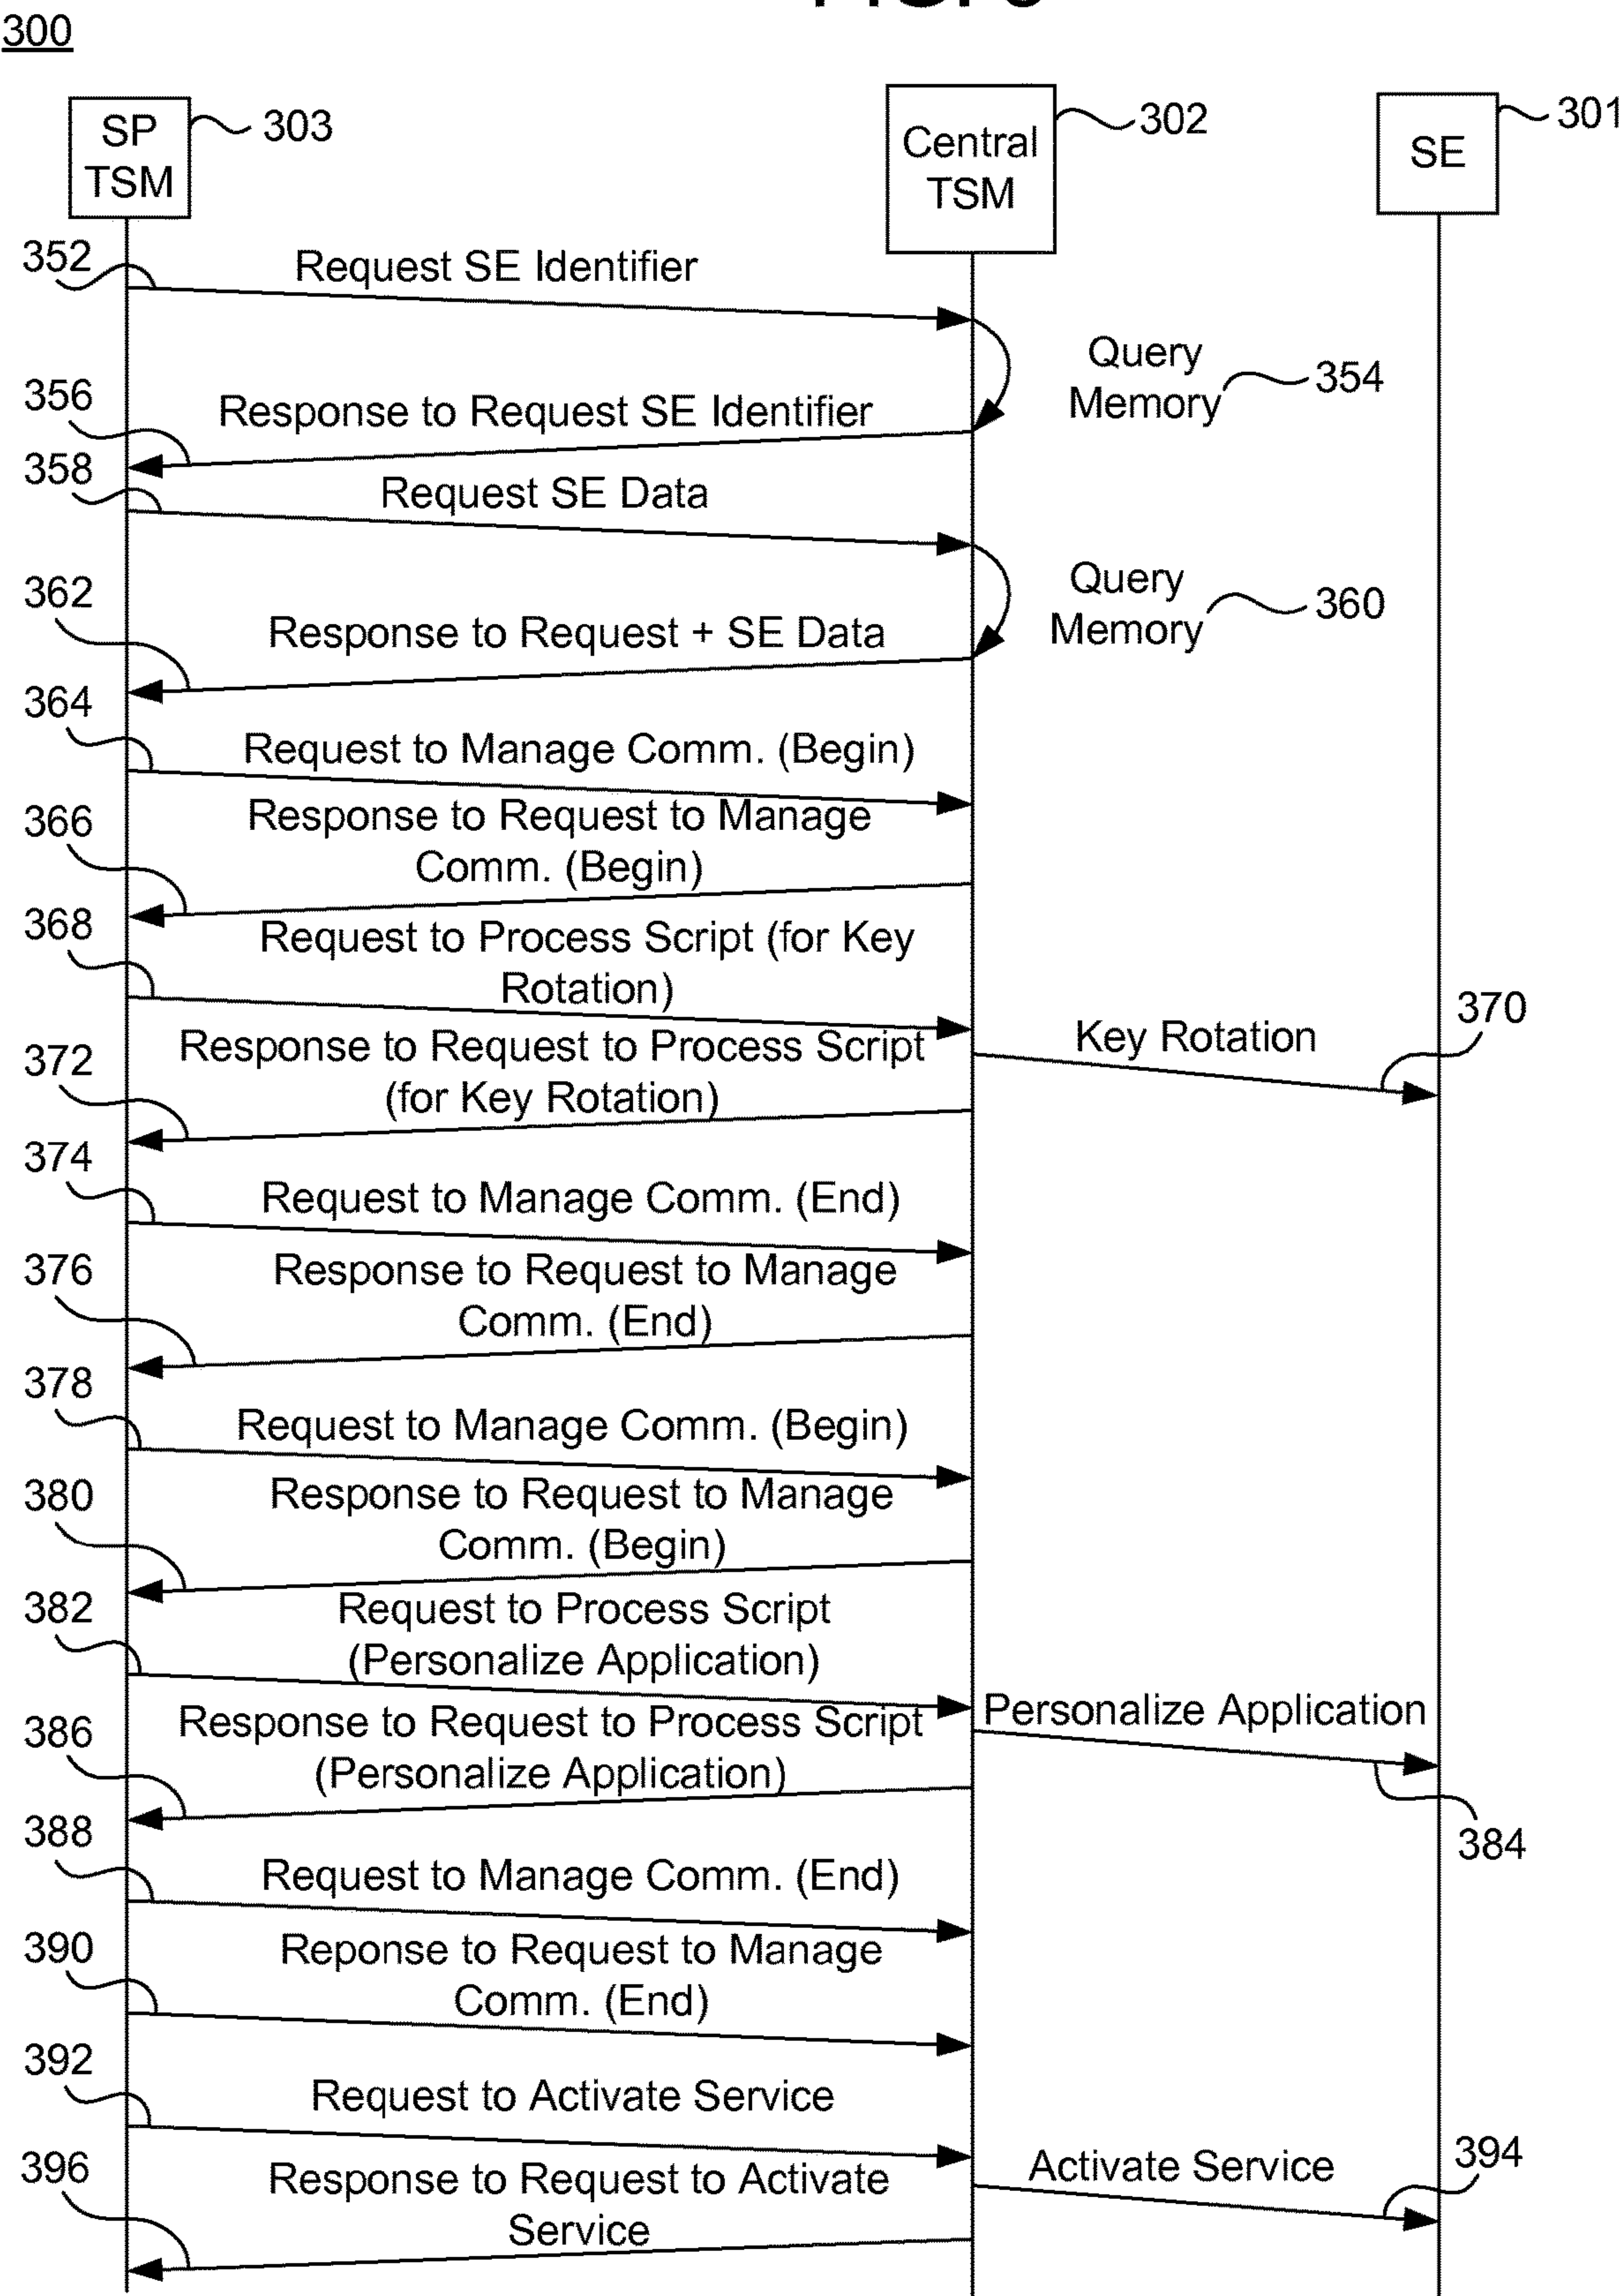 300
SP
TSM
303
Central
TSM
302
SE
301
352
Request SE Identifier
Query
Memory
354
356
Response to Request SE Identifier
358
Request SE Data
Query
Memory
360
362
Response to Request + SE Data
364
Request to Manage Comm. (Begin)
366
Response to Request to Manage
Comm. (Begin)
368
Request to Process Script (for Key
Rotation)
Key Rotation
370
372
Response to Request to Process Script
(for Key Rotation)
374
Request to Manage Comm. (End)
376
Response to Request to Manage
Comm. (End)
378
Request to Manage Comm. (Begin)
380
Response to Request to Manage
Comm. (Begin)
382
Request to Process Script
(Personalize Application)
Personalize Application
384
386
Response to Request to Process Script
(Personalize Application)
388
Request to Manage Comm. (End)
390
Reponse to Request to Manage
Comm. (End)
392
Request to Activate Service
Activate Service
394
396
Response to Request to Activate
Service